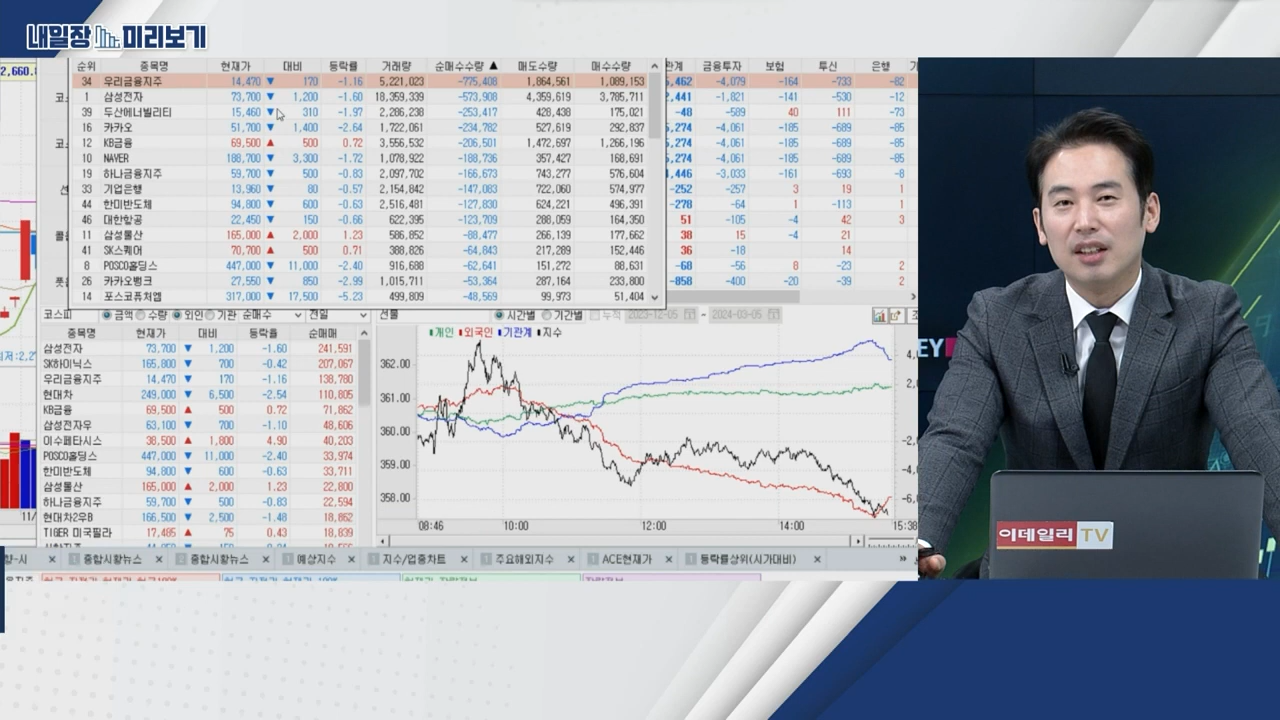 내일장 미리보기
순위 종목명 현재가 대비 등락률 거래량 순매수수량 ▲ 매도수량 매수수량
34 우리금융지주 14,470 ▼ 170 -1.16 5,221,023 -775,408 1,864,561 1,089,153
1 삼성전자 73,700 ▼ 1,200 -1.60 18,359,339 -573,908 4,359,619 3,785,711
39 두산에너빌리티 15,460 ▼ 310 -1.97 2,286,238 -253,417 428,438 175,021
16 카카오 51,700 ▼ 1,400 -2.64 1,722,061 -234,782 527,619 292,837
12 KB금융 69,500 ▲ 500 0.72 3,556,532 -206,501 1,472,697 1,266,196
10 NAVER 188,700 ▼ 3,300 -1.72 1,078,922 -188,736 357,427 168,691
19 하나금융지주 59,700 ▼ 500 -0.83 2,097,702 -166,673 743,277 576,604
33 기업은행 13,960 ▼ 80 -0.57 2,154,842 -147,083 722,060 574,977
44 한미반도체 94,800 ▼ 600 -0.63 2,516,481 -127,830 624,221 496,391
46 대한항공 22,450 ▼ 150 -0.66 622,395 -123,709 288,059 164,350
11 삼성물산 165,000 ▲ 2,000 1.23 586,852 -88,477 266,139 177,662
41 SK스퀘어 70,700 ▲ 500 0.71 388,826 -64,843 217,289 152,446
8 POSCO홀딩스 447,000 ▼ 11,000 -2.40 916,688 -62,641 151,272 88,631
26 카카오뱅크 27,550 ▼ 850 -2.99 1,015,711 -53,364 287,164 233,800
14 포스코퓨처엠 317,000 ▼ 17,500 -5.23 499,809 -48,569 99,973 51,404
금융투자 보험 투신 은행
-4,079 -164 -733 -82
-1,821 -141 -530 -12
-48 -589 40 111 -73
-4,061 -185 -689 -85
-4,061 -185 -689 -85
-4,061 -185 -689 -85
-3,033 -161 -693 -8
-252 -257 3 19 1
-278 -64 1 -113 1
51 -105 -4 42 3
38 15 -4 21
36 -18 14
-68 -56 8 -23 2
-858 -400 -20 -39 2
코스피 금액 수량 외인 기관 순매수 전일
종목명 현재가 대비 등락률 순매매
삼성전자 73,700 ▼ 1,200 -1.60 241,591
SK하이닉스 165,800 ▼ 700 -0.42 207,067
우리금융지주 14,470 ▼ 170 -1.16 138,780
현대차 249,000 ▼ 6,500 -2.54 110,805
KB금융 69,500 ▲ 500 0.72 71,862
삼성전자우 63,100 ▼ 700 -1.10 48,606
이수페타시스 38,500 ▲ 1,800 4.90 40,203
POSCO홀딩스 447,000 ▼ 11,000 -2.40 33,974
한미반도체 94,800 ▼ 600 -0.63 33,711
삼성물산 165,000 ▲ 2,000 1.23 22,800
하나금융지주 59,700 ▼ 500 -0.83 22,594
현대차2우B 166,500 ▼ 2,500 -1.48 18,862
TIGER 미국필라 17,485 ▲ 75 0.43 18,839
선물 시간별 기간별 누적 2023-12-05 ~ 2024-03-05
개인 외국인 기관계 지수
362.00
361.00
360.00
359.00
358.00
08:46 10:00 12:00 14:00 15:38
1 종합시황뉴스 × 2 종합시황뉴스 × 1 예상지수 × 1 지수/업종차트 × 1 주요해외지수 × 1 ACE현재가 × 1 등락률상위(시가대비) ×
이데일리 TV